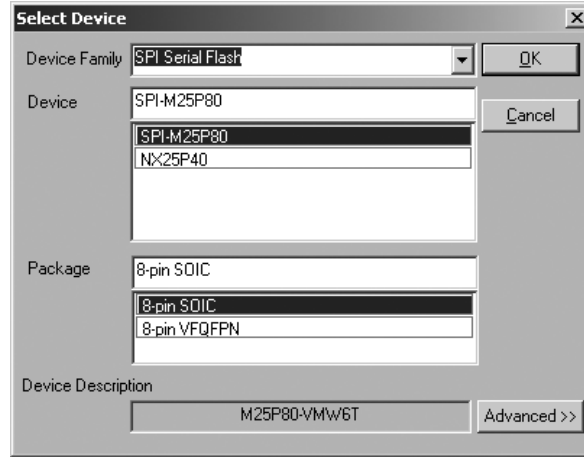 Select Device
Device Family SPI Serial Flash OK
Device SPI-M25P80
Cancel
SPI-M25P80
NX25P40
Package 8-pin SOIC
8-pin SOIC
8-pin VFQFPN
Device Description
M25P80-VMW6T Advanced >>